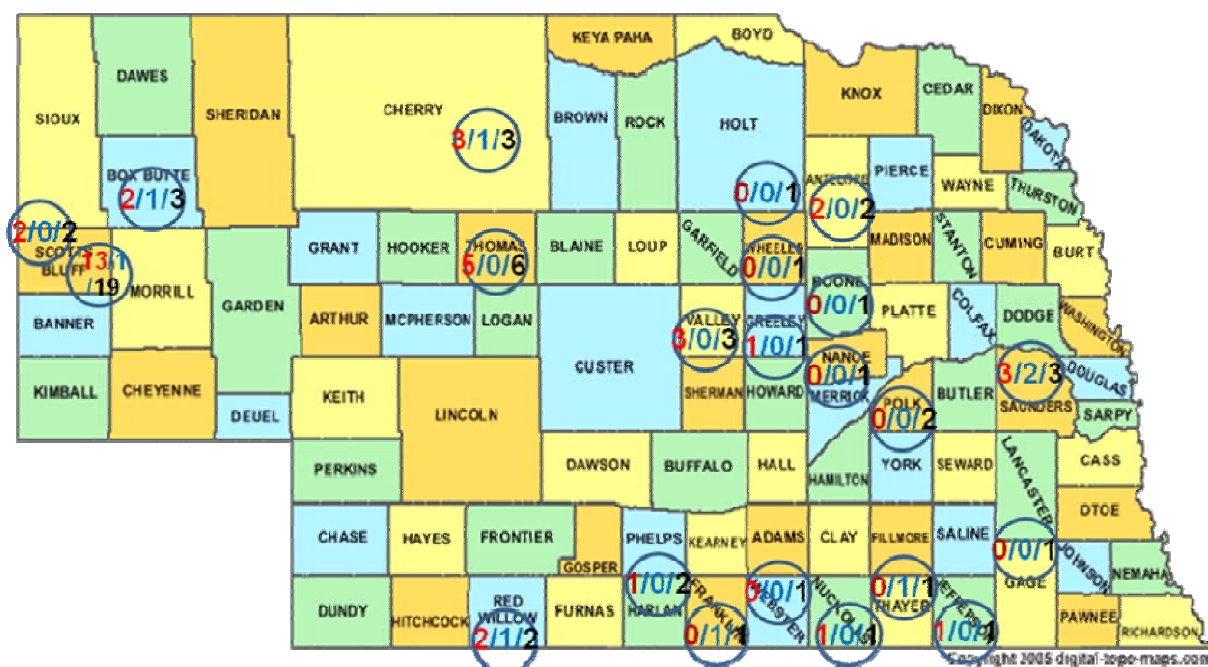 KEYA PAHA
BOYD
DAWES
SIOUX
SHERIDAN
CHERRY
BROWN
ROCK
HOLT
KNOX
CEDAR
DIXON
DAKOTA
3/1/3
BOX BUTTE
2/1/3
0/0/1
ANTELOPE
2/0/2
PIERCE
WAYNE
THURSTON
2/0/2
SCOTTS
BLUFF
13/1
/19
MORRILL
GARDEN
GRANT
HOOKER
THOMAS
5/0/6
BLAINE
LOUP
GARFIELD
WHEELER
0/0/1
MADISON
STANTON
CUMING
BURT
BOONE
0/0/1
BANNER
ARTHUR
MCPHERSON
LOGAN
CUSTER
VALLEY
3/0/3
GREELEY
1/0/1
PLATTE
COLFAX
DODGE
WASHINGTON
NANCE
0/0/1
MERRICK
KIMBALL
CHEYENNE
DEUEL
KEITH
LINCOLN
SHERMAN
HOWARD
POLK
0/0/2
BUTLER
3/2/3
SAUNDERS
DOUGLAS
SARPY
PERKINS
DAWSON
BUFFALO
HALL
HAMILTON
YORK
SEWARD
LANCASTER
CASS
OTOE
CHASE
HAYES
FRONTIER
GOSPER
PHELPS
KEARNEY
ADAMS
CLAY
FILLMORE
SALINE
0/0/1
GAGE
JOHNSON
NEMAHA
DUNDY
HITCHCOCK
RED
WILLOW
2/1/2
FURNAS
1/0/2
HARLAN
FRANKLIN
0/1/1
WEBSTER
/0/1
NUCKOLLS
1/0/1
0/1/1
THAYER
JEFFERSON
1/0/
PAWNEE
RICHARDSON
Copyright 2005 digital-topo-maps.com